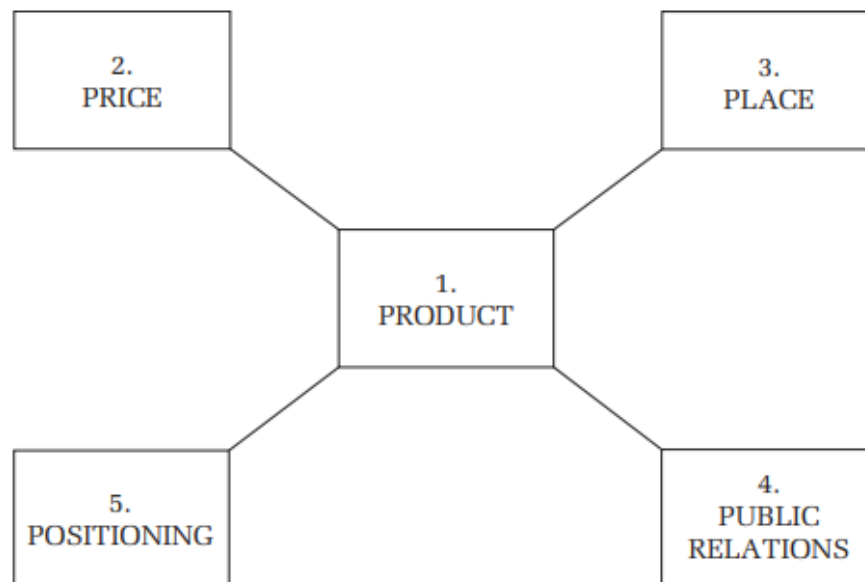 2.
PRICE
3.
PLACE
1.
PRODUCT
5.
POSITIONING
4.
PUBLIC
RELATIONS